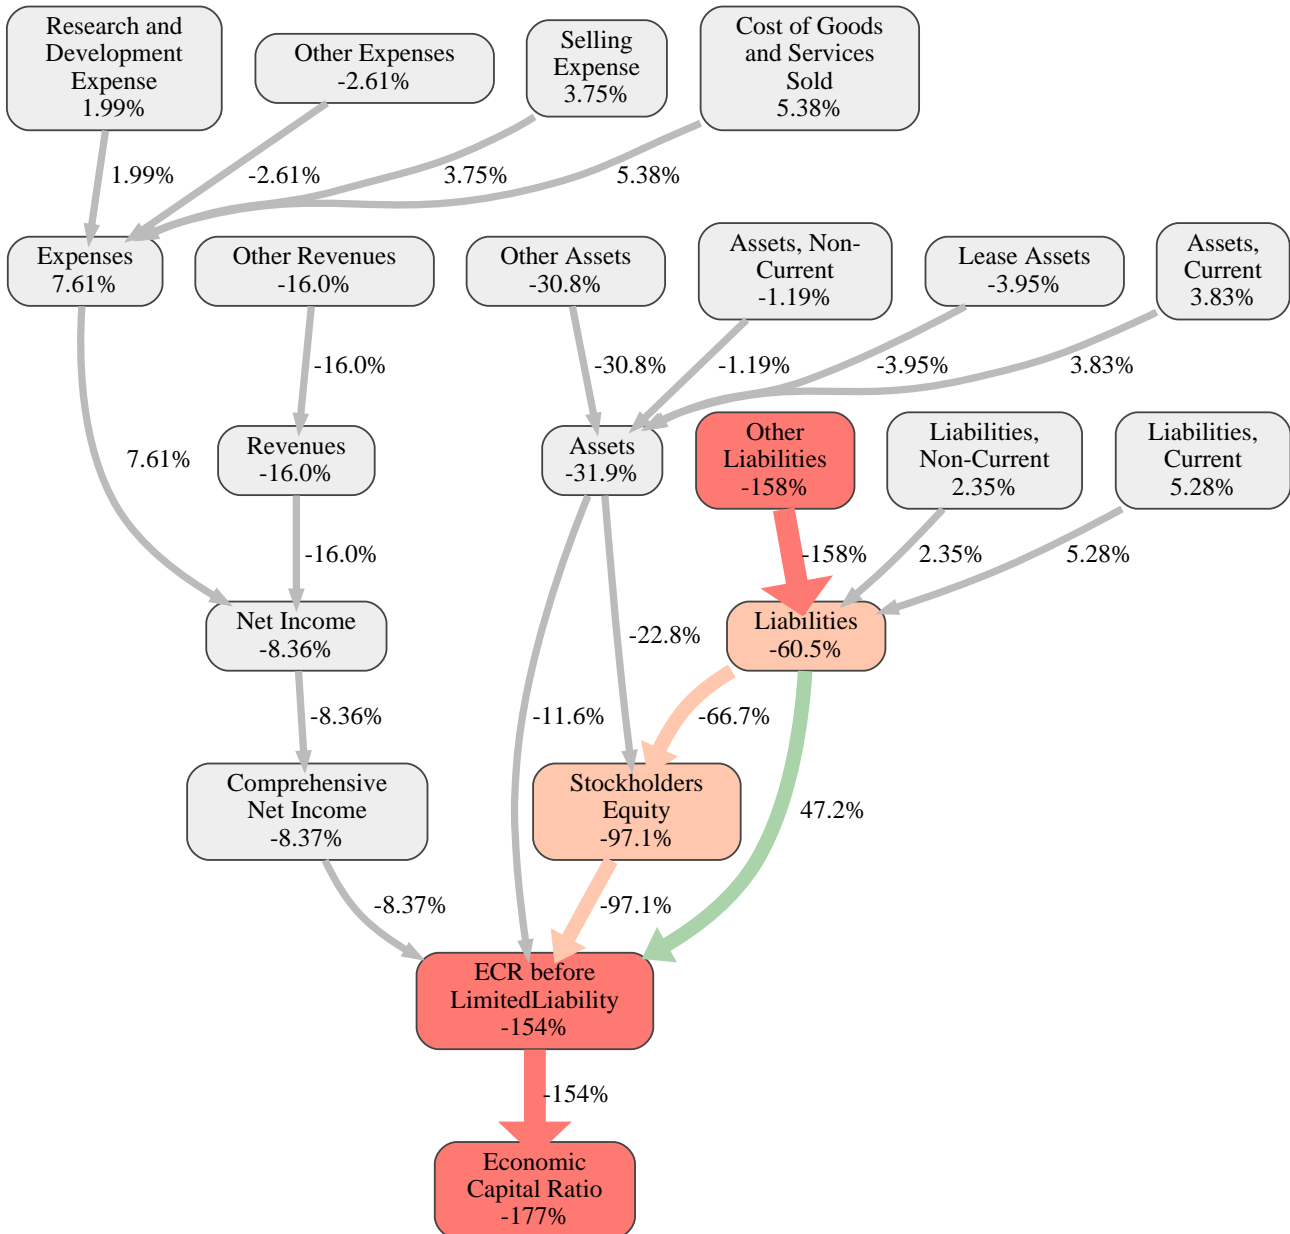 Research and
Development
Expense
1.99%
Other Expenses
-2.61%
Selling
Expense
3.75%
Cost of Goods
and Services
Sold
5.38%
1.99%
-2.61%
3.75%
5.38%
Expenses
7.61%
Other Revenues
-16.0%
Other Assets
-30.8%
Assets, Non-
Current
-1.19%
Lease Assets
-3.95%
Assets,
Current
3.83%
-16.0%
-30.8%
-1.19%
-3.95%
3.83%
7.61%
Revenues
-16.0%
Assets
-31.9%
Other
Liabilities
-158%
Liabilities,
Non-Current
2.35%
Liabilities,
Current
5.28%
-16.0%
-158%
2.35%
5.28%
Net Income
-8.36%
-22.8%
Liabilities
-60.5%
-8.36%
-11.6%
-66.7%
Comprehensive
Net Income
-8.37%
Stockholders
Equity
-97.1%
47.2%
-8.37%
-97.1%
ECR before
LimitedLiability
-154%
-154%
Economic
Capital Ratio
-177%